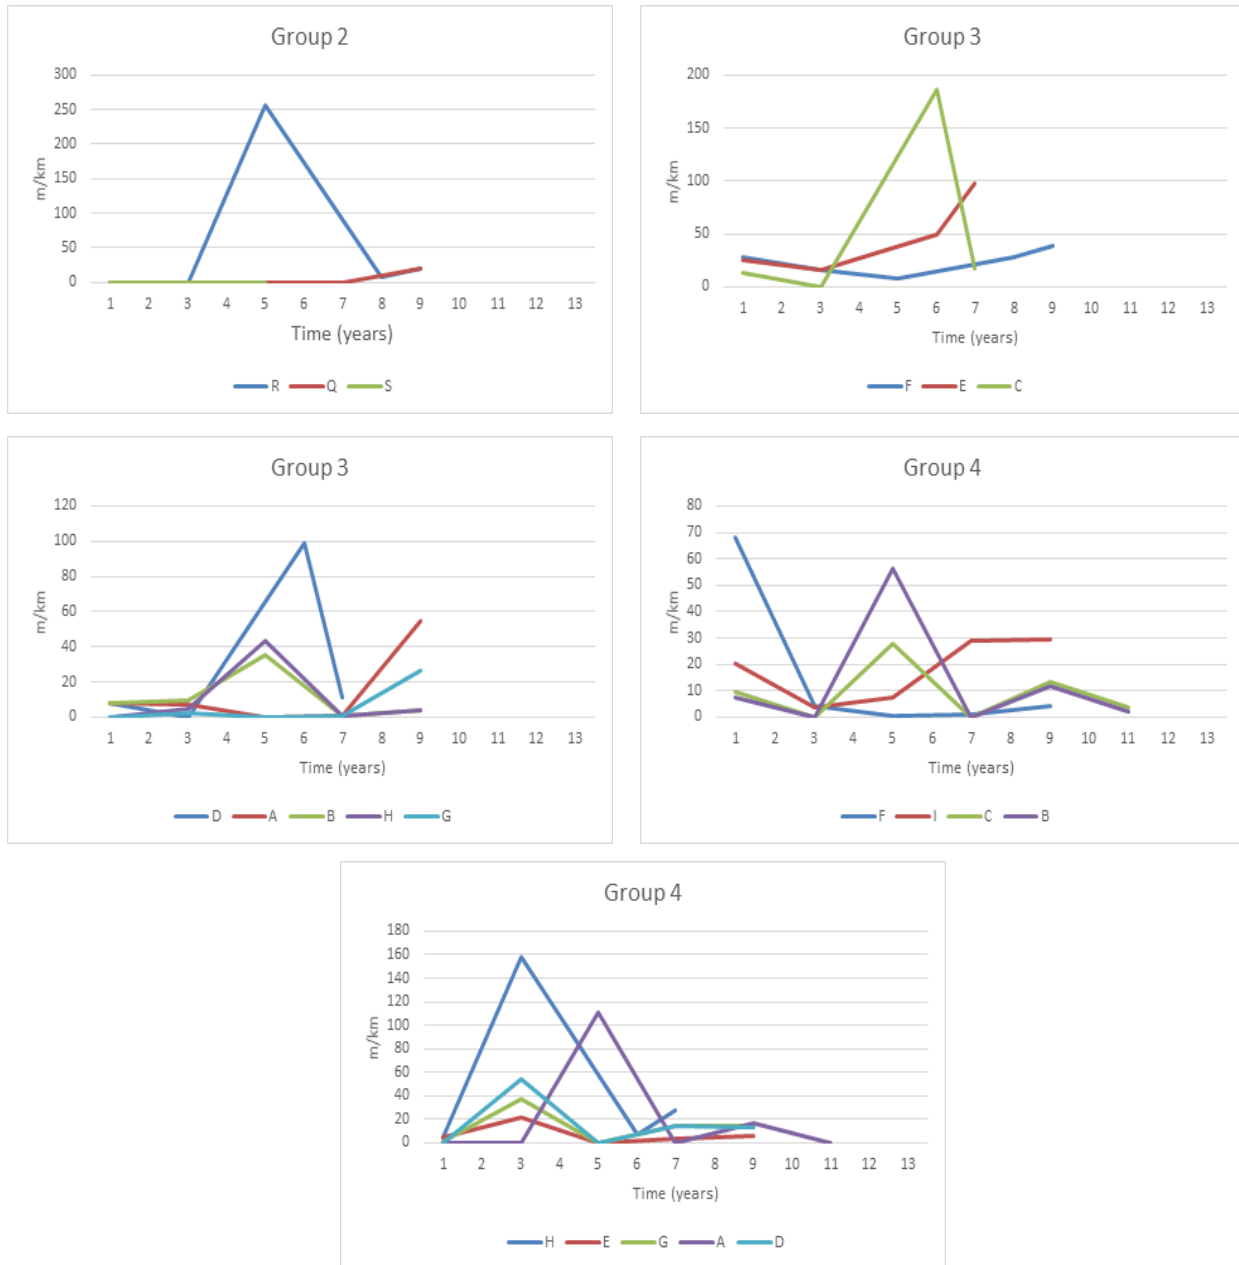 Group 2
300
250
200
150
100
50
0
m/km
1 2 3 4 5 6 7 8 9 10 11 12 13
Time (years)
R Q S
Group 3
200
150
100
50
0
m/km
1 2 3 4 5 6 7 8 9 10 11 12 13
Time (years)
F E C
Group 3
120
100
80
60
40
20
0
m/km
1 2 3 4 5 6 7 8 9 10 11 12 13
Time (years)
D A B H G
Group 4
80
70
60
50
40
30
20
10
0
m/km
1 2 3 4 5 6 7 8 9 10 11 12 13
Time (years)
F I C B
Group 4
180
160
140
120
100
80
60
40
20
0
m/km
1 2 3 4 5 6 7 8 9 10 11 12 13
Time (years)
H E G A D